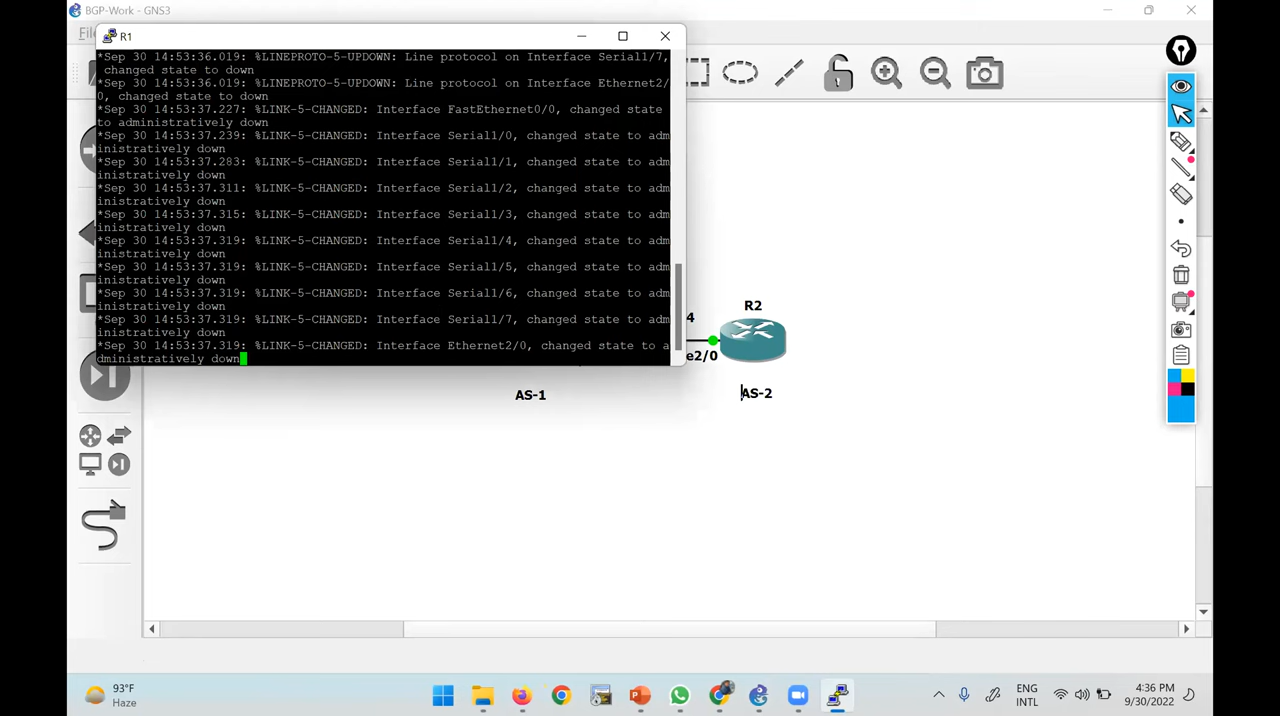 BGP-Work - GNS3
File
R1
*Sep 30 14:53:36.019: %LINEPROTO-5-UPDOWN: Line protocol on Interface Serial1/7,
changed state to down
*Sep 30 14:53:36.019: %LINEPROTO-5-UPDOWN: Line protocol on Interface Ethernet2/
0, changed state to down
*Sep 30 14:53:37.227: %LINK-5-CHANGED: Interface FastEthernet0/0, changed state
to administratively down
*Sep 30 14:53:37.239: %LINK-5-CHANGED: Interface Serial1/0, changed state to adm
inistratively down
*Sep 30 14:53:37.283: %LINK-5-CHANGED: Interface Serial1/1, changed state to adm
inistratively down
*Sep 30 14:53:37.311: %LINK-5-CHANGED: Interface Serial1/2, changed state to adm
inistratively down
*Sep 30 14:53:37.315: %LINK-5-CHANGED: Interface Serial1/3, changed state to adm
inistratively down
*Sep 30 14:53:37.319: %LINK-5-CHANGED: Interface Serial1/4, changed state to adm
inistratively down
*Sep 30 14:53:37.319: %LINK-5-CHANGED: Interface Serial1/5, changed state to adm
inistratively down
*Sep 30 14:53:37.319: %LINK-5-CHANGED: Interface Serial1/6, changed state to adm
inistratively down
*Sep 30 14:53:37.319: %LINK-5-CHANGED: Interface Serial1/7, changed state to adm
inistratively down
*Sep 30 14:53:37.319: %LINK-5-CHANGED: Interface Ethernet2/0, changed state to a
dministratively down
R2
4
e2/0
AS-1
AS-2
93°F
Haze
ENG
INTL
4:36 PM
9/30/2022